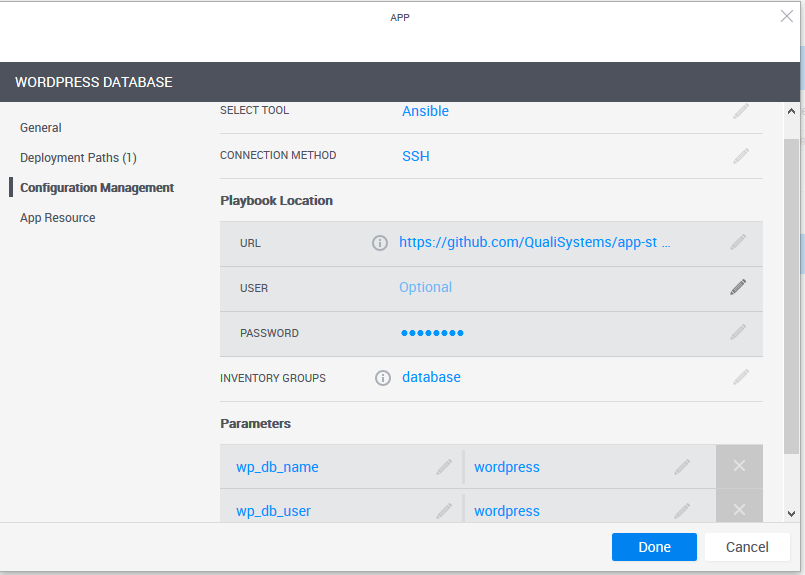 APP
WORDPRESS DATABASE
General
Deployment Paths (1)
Configuration Management
App Resource
SELECT TOOL Ansible
CONNECTION METHOD SSH
Playbook Location
URL https://github.com/QualiSystems/app-st ...
USER Optional
PASSWORD ••••••••
INVENTORY GROUPS database
Parameters
wp_db_name wordpress
wp_db_user wordpress
Done Cancel